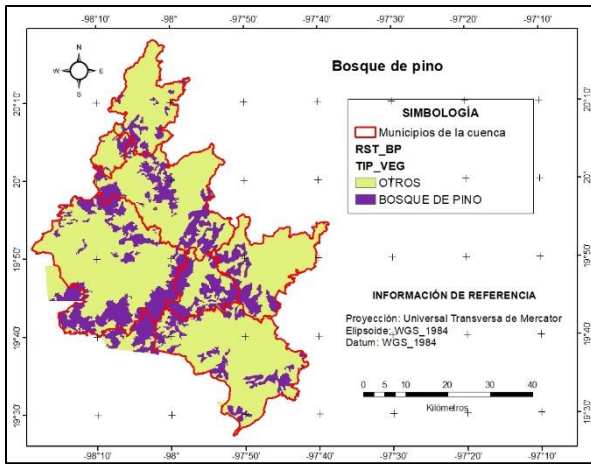 -98°10' -98° -97°50' -97°40' -97°30' -97°20' -97°10'
N
W E
S
Bosque de pino
SIMBOLOGÍA
Municipios de la cuenca
RST_BP
TIP_VEG
OTROS
BOSQUE DE PINO
20°10' 20°10'
20° 20°
19°50' 19°50'
19°40' 19°40'
19°30' 19°30'
INFORMACIÓN DE REFERENCIA
Proyección: Universal Transversa de Mercator
Elipsoide: WGS_1984
Datum: WGS_1984
0 2.5 5 10 20 30 40
Kilómetros
-98°10' -98° -97°50' -97°40' -97°30' -97°20' -97°10'